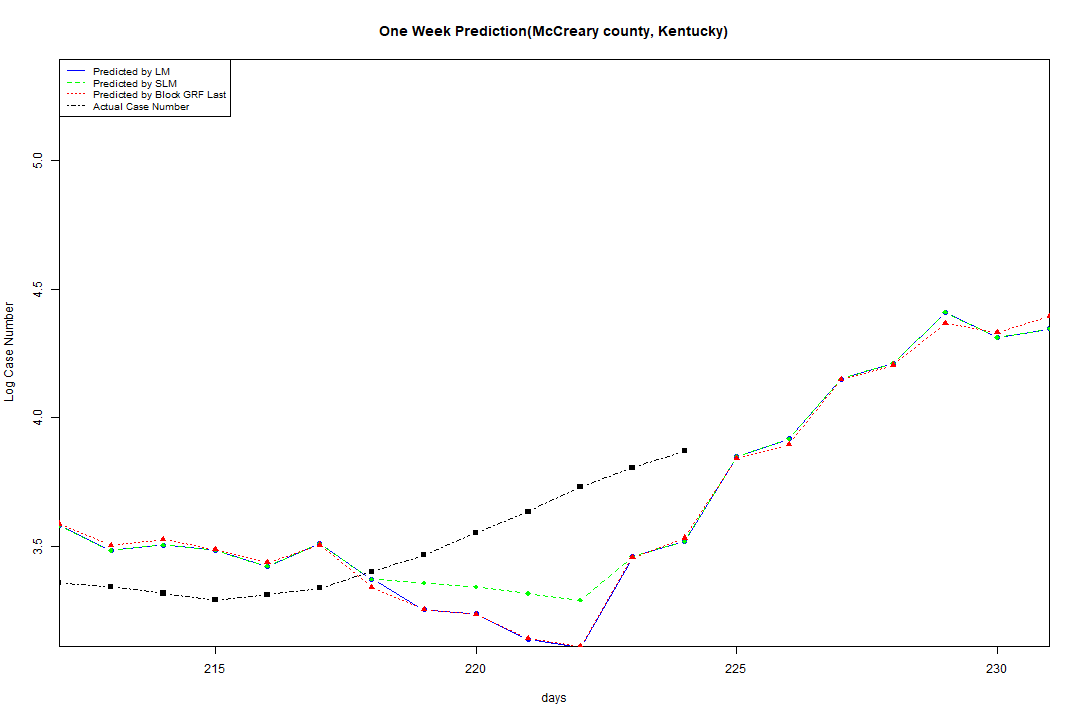 One Week Prediction(McCreary county, Kentucky)
Predicted by LM
Predicted by SLM
Predicted by Block GRF Last
Actual Case Number
5.0
4.5
4.0
3.5
Log Case Number
215 220 225 230
days